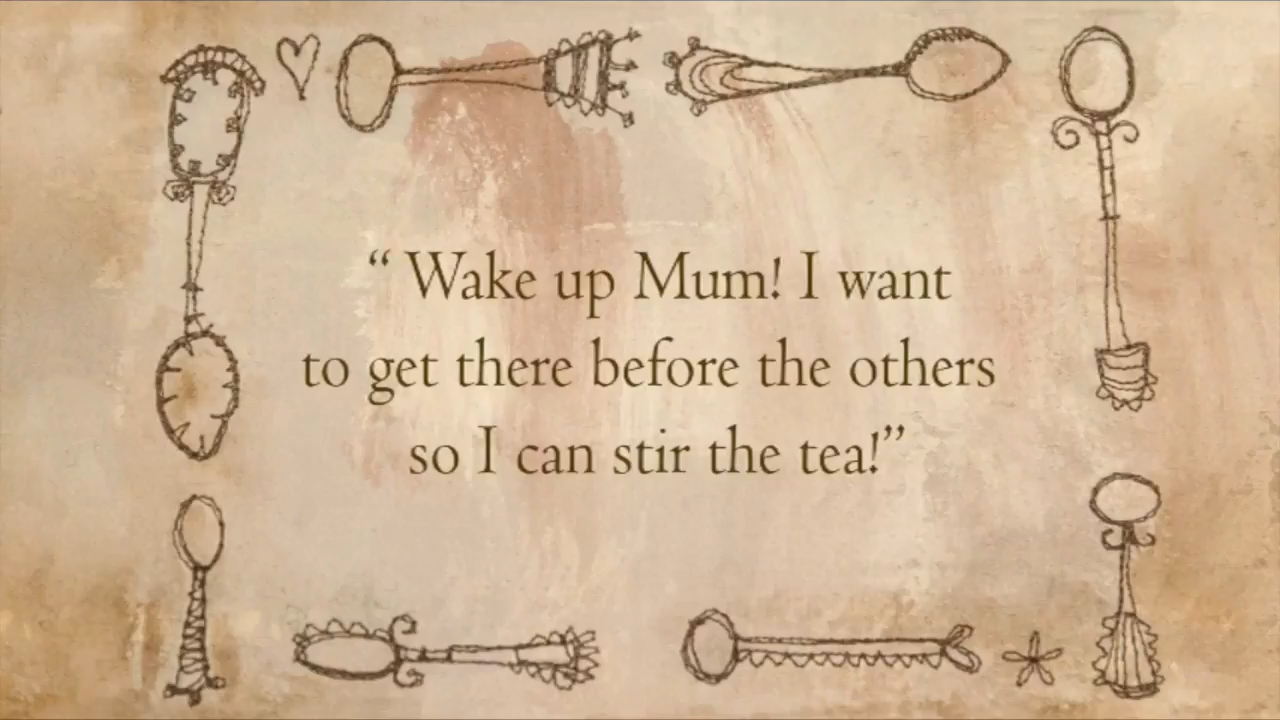 “ Wake up Mum! I want
to get there before the others
so I can stir the tea!”